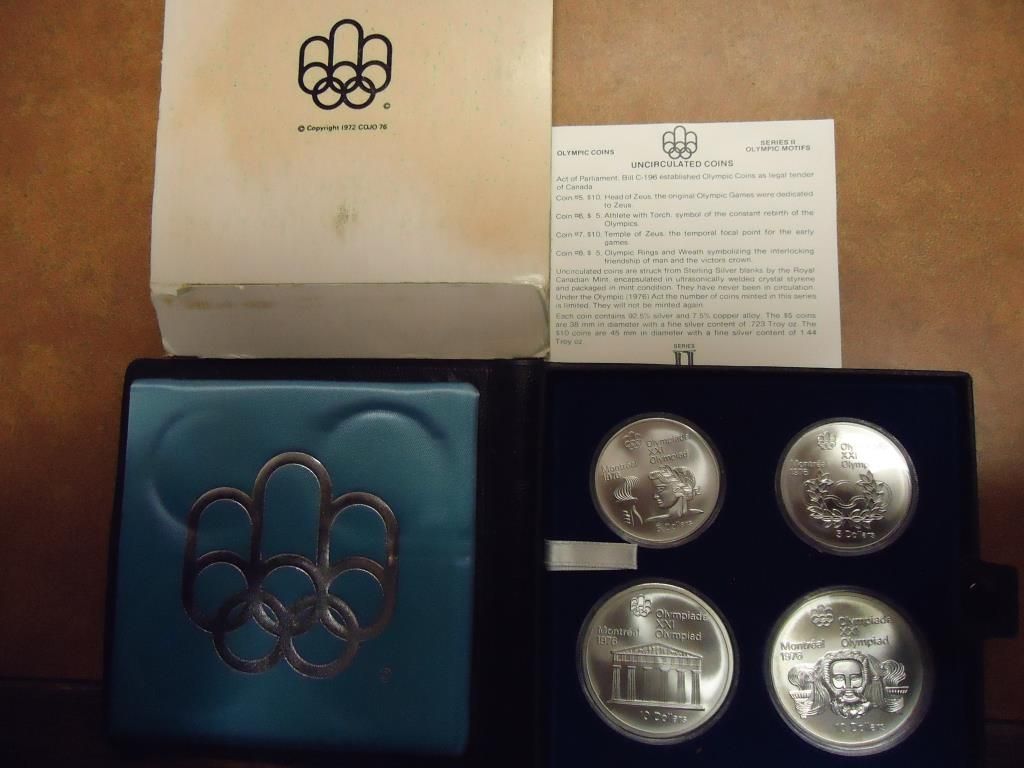 ©
© Copyright 1972 COJO 76
OLYMPIC COINS
SERIES II
OLYMPIC MOTIFS
UNCIRCULATED COINS
Act of Parliament, Bill C-196 established Olympic Coins as legal tender
of Canada
Coin #5, $10, Head of Zeus, the original Olympic Games were dedicated
to Zeus.
Coin #6, $ 5, Athlete with Torch, symbol of the constant rebirth of the
Olympics.
Coin #7, $10, Temple of Zeus, the temporal focal point for the early
games.
Coin #8, $ 5, Olympic Rings and Wreath symbolizing the interlocking
friendship of man and the victors crown.
Uncirculated coins are struck from Sterling Silver blanks by the Royal
Canadian Mint, encapsulated in ultrasonically welded crystal styrene
and packaged in mint condition. They have never been in circulation.
Under the Olympic (1976) Act the number of coins minted in this series
is limited. They will not be minted again.
Each coin contains 92.5% silver and 7.5% copper alloy. The $5 coins
are 38 mm in diameter with a fine silver content of .723 Troy oz. The
$10 coins are 45 mm in diameter with a fine silver content of 1.44
Troy oz.
SERIES
II
©
Olympiade
XXI
Olympiad
Montréal
1976
5 Dollars
Oly
XXI
Olymp
Montréal
1976
5 Dollars
Olympiade
XXI
Olympiad
Montréal
1976
10 Dollars
Olympiade
XXI
Olympiad
Montréal
1976
10 Dollars